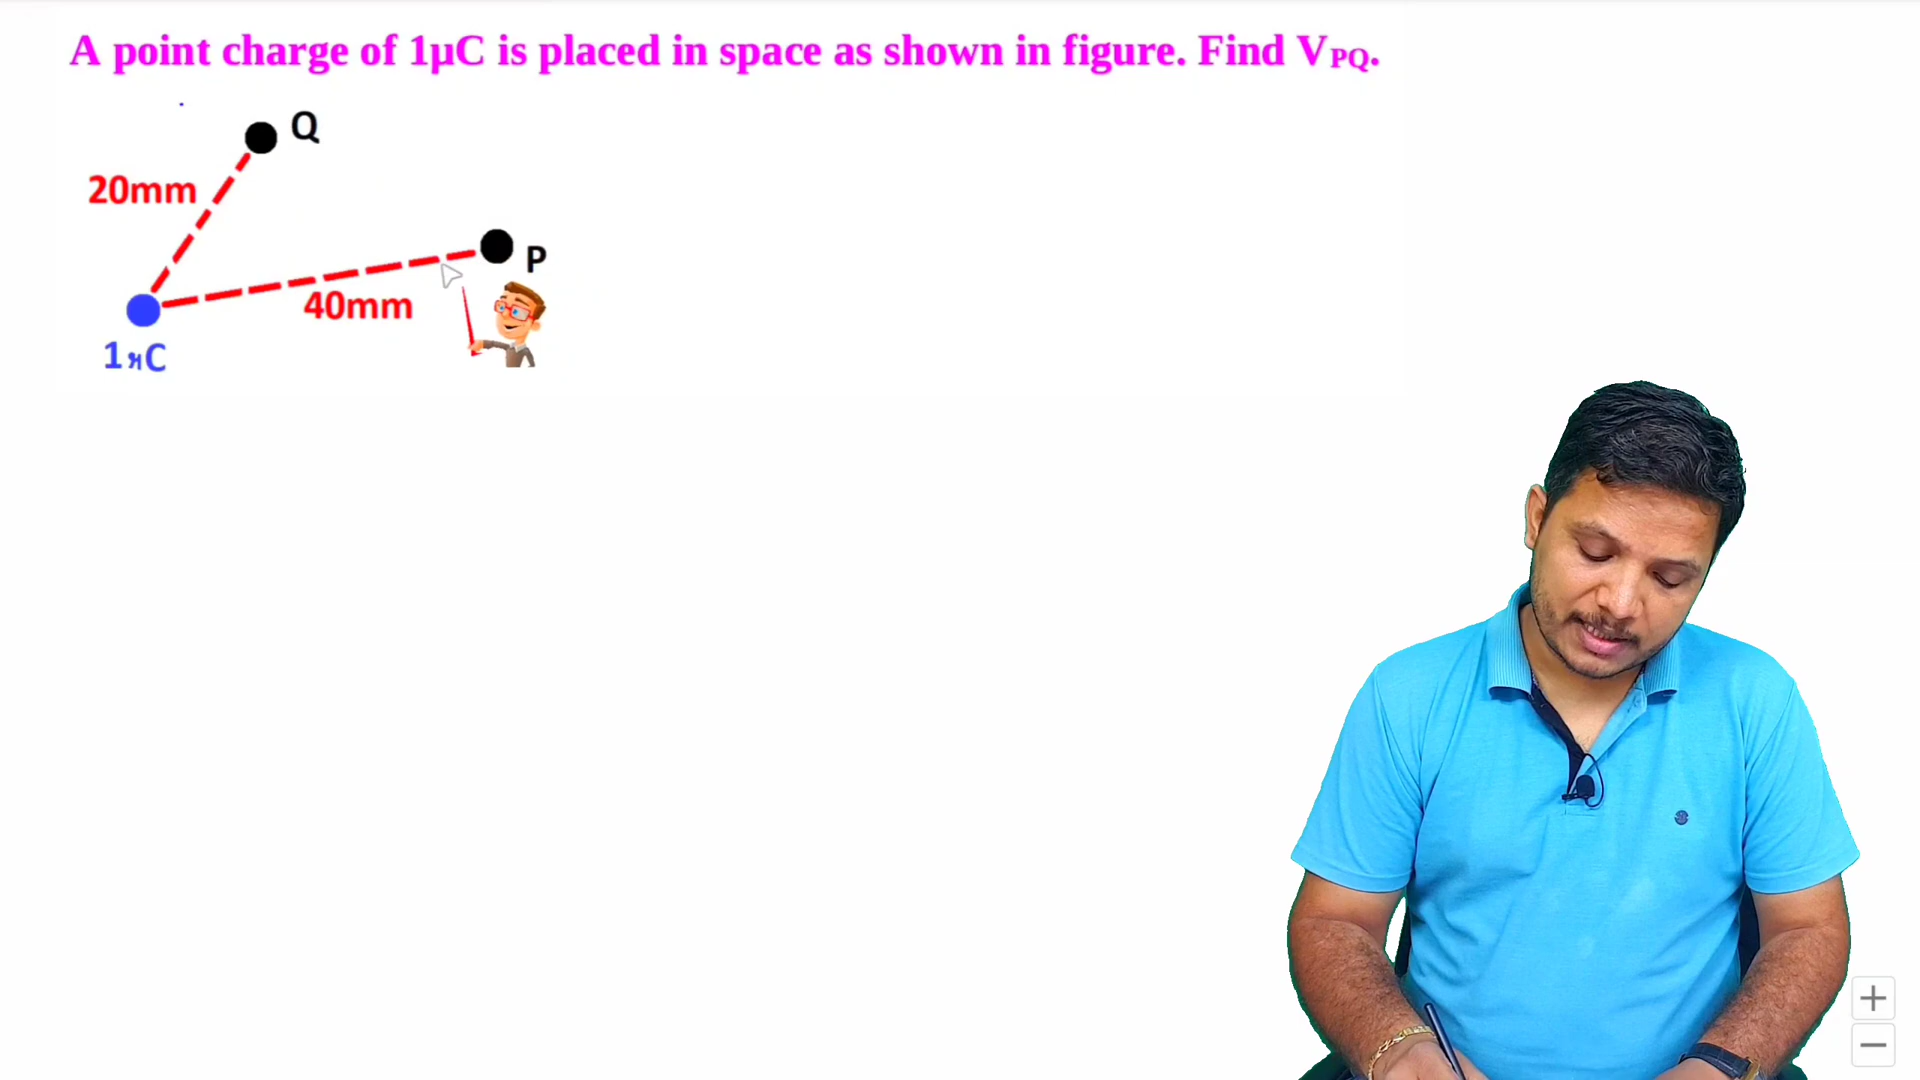 A point charge of 1μC is placed in space as shown in figure. Find VPQ.
Q
20mm
P
40mm
1μC